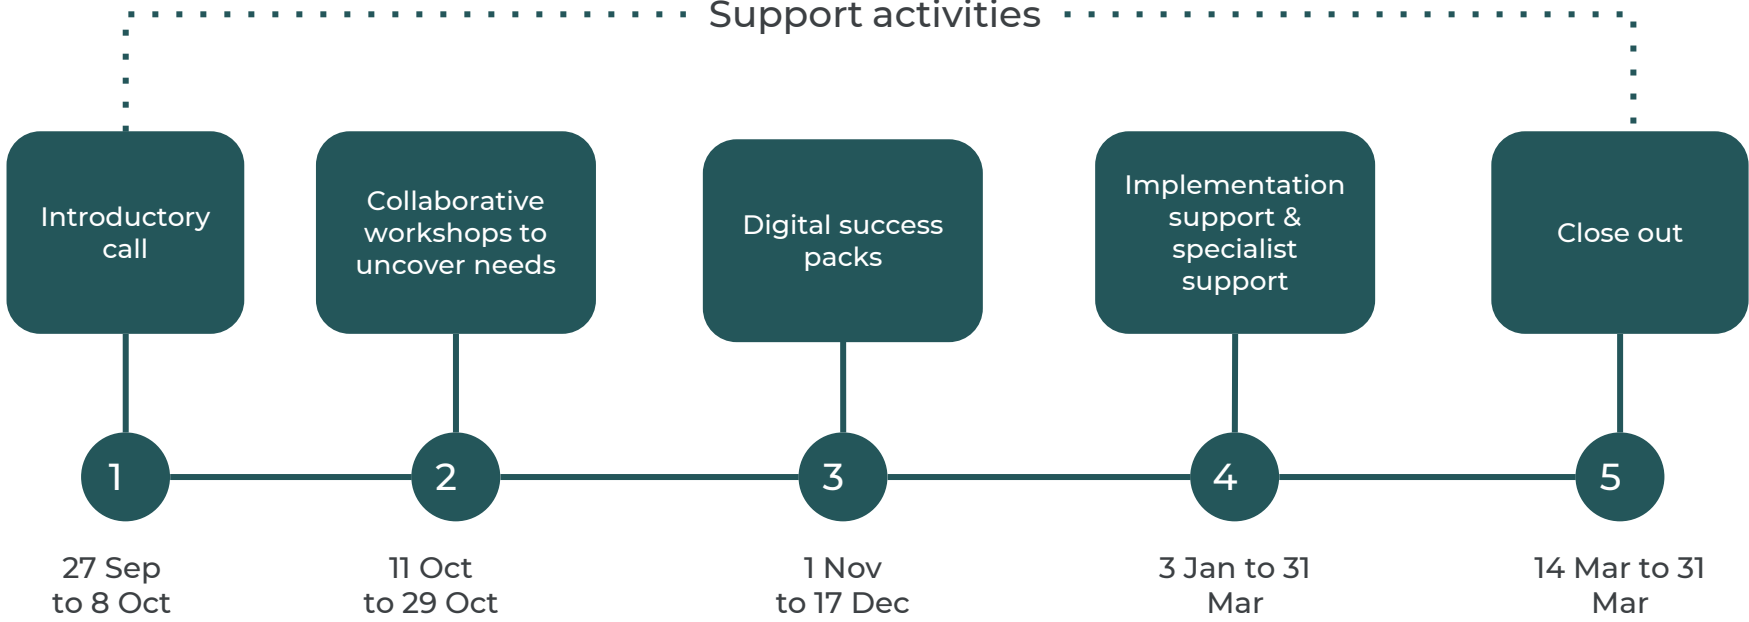 Support activities
Introductory
call
Collaborative
workshops to
uncover needs
Digital success
packs
Implementation
support &
specialist
support
Close out
1
2
3
4
5
27 Sep
to 8 Oct
11 Oct
to 29 Oct
1 Nov
to 17 Dec
3 Jan to 31
Mar
14 Mar to 31
Mar